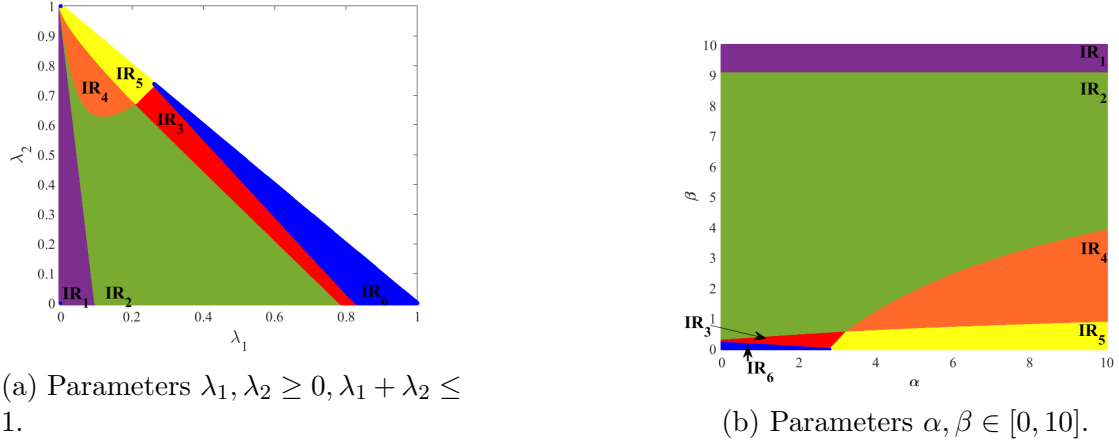 1
0.9
0.8
0.7
0.6
0.5
0.4
0.3
0.2
0.1
0
λ₂
IR₅
IR₄
IR₃
IR₁
IR₂
IR₆
0
0.2
0.4
0.6
0.8
1
λ₁
(a) Parameters λ₁, λ₂ ≥ 0, λ₁ + λ₂ ≤
1.
10
9
8
7
6
5
4
3
2
1
0
β
IR₁
IR₂
IR₄
IR₃
IR₅
IR₆
0
2
4
6
8
10
α
(b) Parameters α, β ∈ [0, 10].